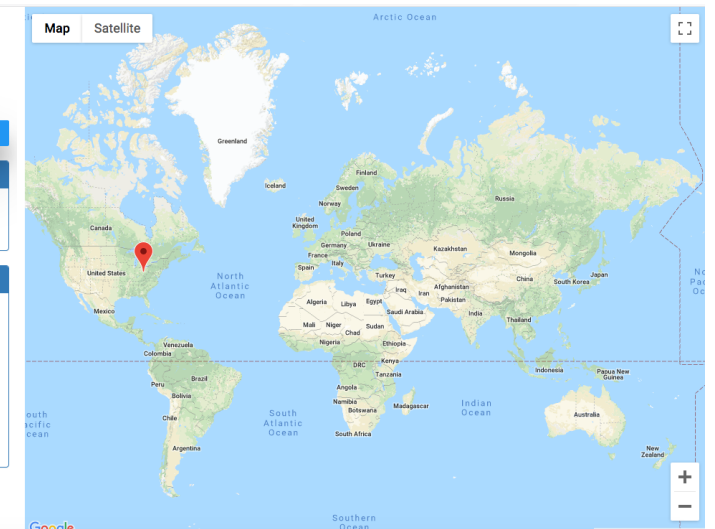 Map
Satellite
Arctic Ocean
Greenland
Iceland
Finland
Sweden
Norway
Russia
United
Kingdom
Poland
Canada
Germany
Ukraine
France
Kazakhstan
Mongolia
Italy
Spain
United States
North
Atlantic
Ocean
Turkey
China
Japan
South Korea
Iraq
Iran
Afghanistan
Pakistan
Algeria
Libya
Egypt
Saudi Arabia
Mexico
India
Thailand
Mali
Niger
Chad
Sudan
Nigeria
Ethiopia
Venezuela
Colombia
DRC
Kenya
Tanzania
Indonesia
Papua New
Guinea
Peru
Brazil
Bolivia
Angola
Namibia
Botswana
Madagascar
Indian
Ocean
Chile
South
Atlantic
Ocean
Australia
South Africa
Argentina
New
Zealand
Southern
Ocean
Google